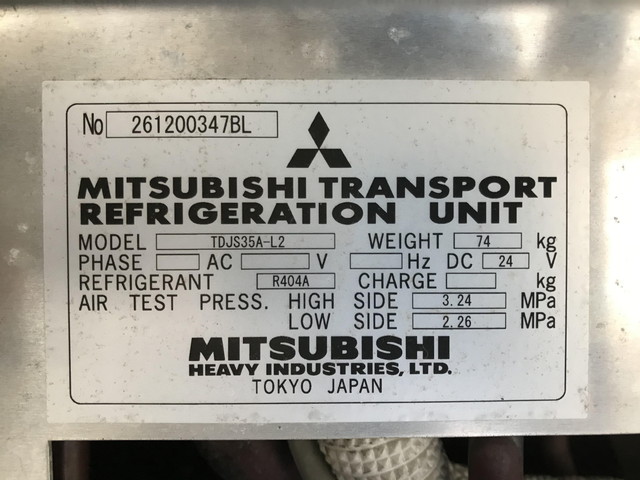 No 261200347BL
MITSUBISHI TRANSPORT
REFRIGERATION UNIT
MODEL TDJS35A-L2 WEIGHT 74 kg
PHASE AC V Hz DC 24 V
REFRIGERANT R404A CHARGE kg
AIR TEST PRESS. HIGH SIDE 3.24 MPa
LOW SIDE 2.26 MPa
MITSUBISHI
HEAVY INDUSTRIES, LTD.
TOKYO JAPAN